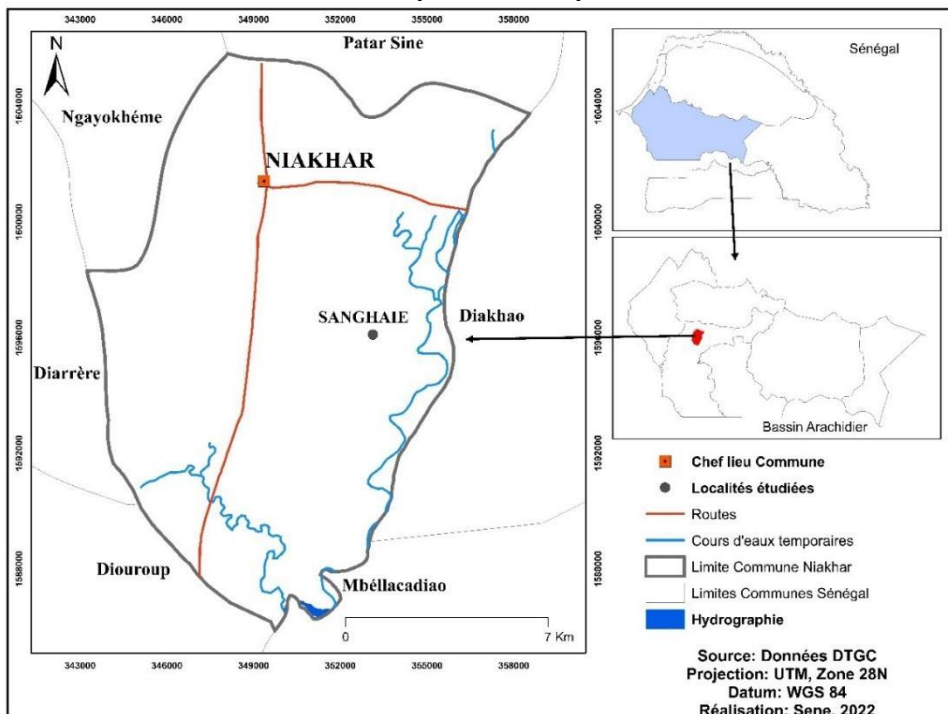 343000 346000 349000 352000 355000 358000
N
Patar Sine
Ngayokhéme
NIAKHAR
SANGHAIE
Diakhao
Diarrère
Diouroup
Mbéllacadiao
0 7 Km
1604000
1600000
1596000
1592000
1588000
1604000
1600000
1592000
343000 346000 349000 352000 355000 358000
Sénégal
Bassin Arachidier
Chef lieu Commune
Localités étudiées
Routes
Cours d'eaux temporaires
Limite Commune Niakhar
Limites Communes Sénégal
Hydrographie
Source: Données DTGC
Projection: UTM, Zone 28N
Datum: WGS 84
Réalisation: Sene, 2022